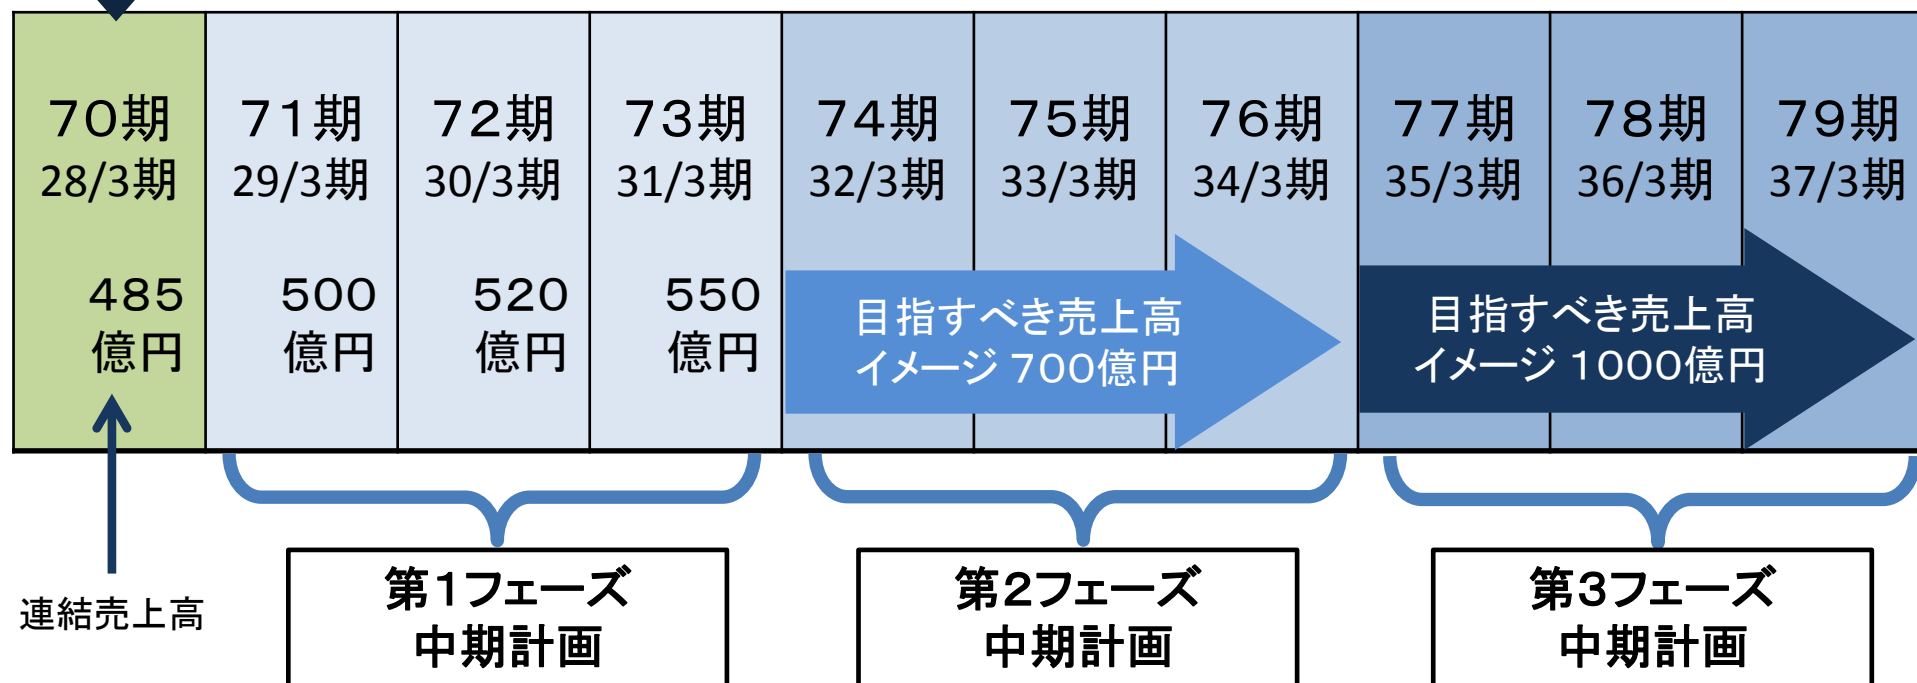 70期
28/3期
485
億円
71期
29/3期
500
億円
72期
30/3期
520
億円
73期
31/3期
550
億円
74期
32/3期
75期
33/3期
76期
34/3期
目指すべき売上高
イメージ 700億円
77期
35/3期
78期
36/3期
79期
37/3期
目指すべき売上高
イメージ 1000億円
連結売上高
第1フェーズ
中期計画
第2フェーズ
中期計画
第3フェーズ
中期計画